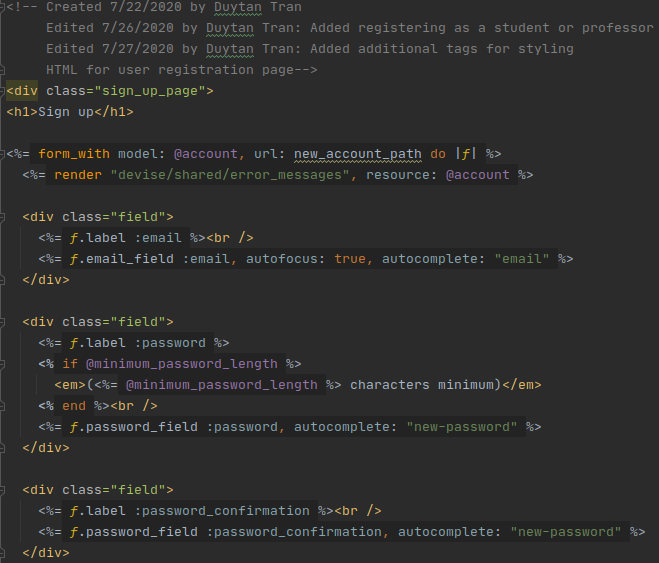 <!-- Created 7/22/2020 by Duytan Tran
     Edited 7/26/2020 by Duytan Tran: Added registering as a student or professor
     Edited 7/27/2020 by Duytan Tran: Added additional tags for styling
     HTML for user registration page-->
<div class="sign_up_page">
<h1>Sign up</h1>

<%= form_with model: @account, url: new_account_path do |f| %>
  <%= render "devise/shared/error_messages", resource: @account %>

  <div class="field">
    <%= f.label :email %><br />
    <%= f.email_field :email, autofocus: true, autocomplete: "email" %>
  </div>

  <div class="field">
    <%= f.label :password %>
    <% if @minimum_password_length %>
      <em>(<%= @minimum_password_length %> characters minimum)</em>
    <% end %><br />
    <%= f.password_field :password, autocomplete: "new-password" %>
  </div>

  <div class="field">
    <%= f.label :password_confirmation %><br />
    <%= f.password_field :password_confirmation, autocomplete: "new-password" %>
  </div>